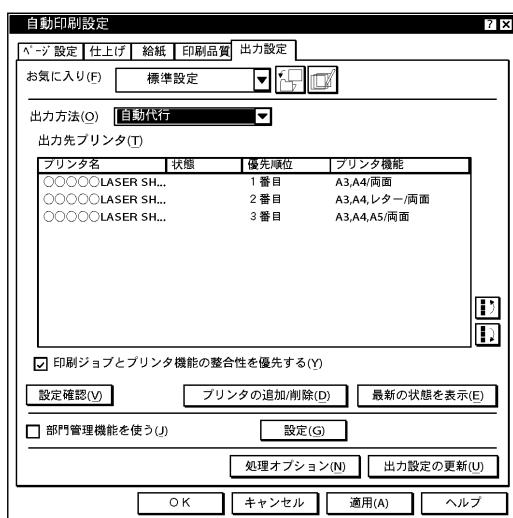 自動印刷設定
ﾍﾟｰｼﾞ設定 仕上げ 給紙 印刷品質 出力設定
お気に入り(F) 標準設定
出力方法(O) 自動代行
出力先プリンタ(T)
プリンタ名 状態 優先順位 プリンタ機能
○○○○○LASER SH... 1番目 A3,A4/両面
○○○○○LASER SH... 2番目 A3,A4,レター/両面
○○○○○LASER SH... 3番目 A3,A4,A5/両面
印刷ジョブとプリンタ機能の整合性を優先する(Y)
設定確認(V) プリンタの追加/削除(D) 最新の状態を表示(E)
部門管理機能を使う(J) 設定(G)
処理オプション(N) 出力設定の更新(U)
OK キャンセル 適用(A) ヘルプ